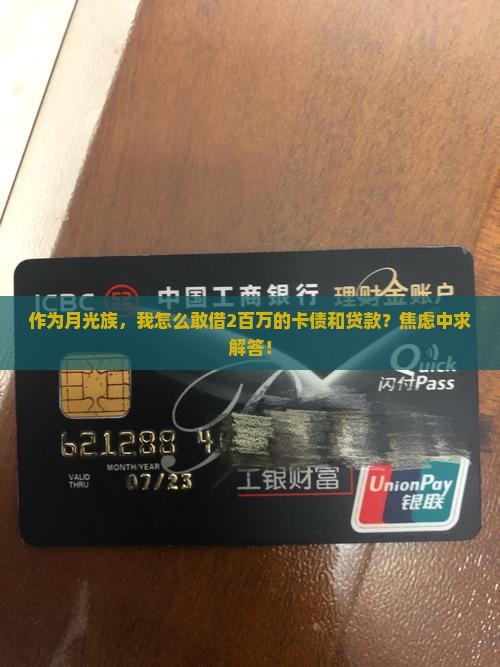 ICBC 中国工商银行 理财金账户
作为月光族，我怎么敢借2百万的卡债和贷款？焦虑中求
解答！
Quick
闪付Pass
621288 4
MONTH/YEAR
VALID
THRU
07/23
工银财富
UnionPay
银联